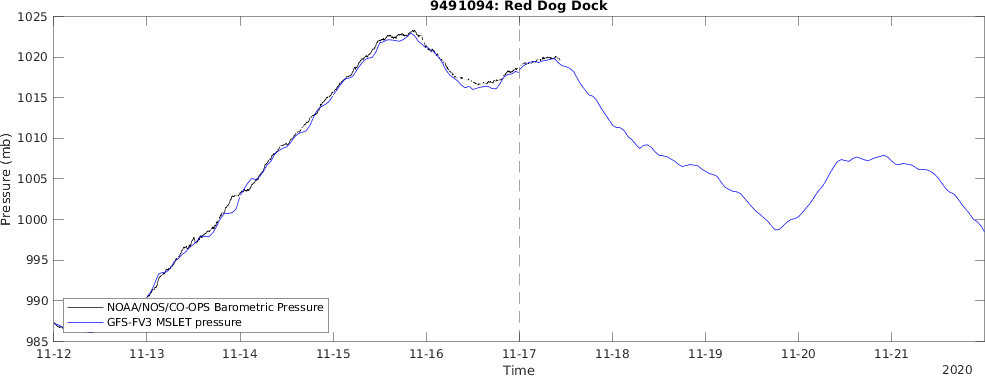 9491094: Red Dog Dock
Pressure (mb)
1025
1020
1015
1010
1005
1000
995
990
985
NOAA/NOS/CO-OPS Barometric Pressure
GFS-FV3 MSLET pressure
11-12 11-13 11-14 11-15 11-16 11-17 11-18 11-19 11-20 11-21
Time
2020